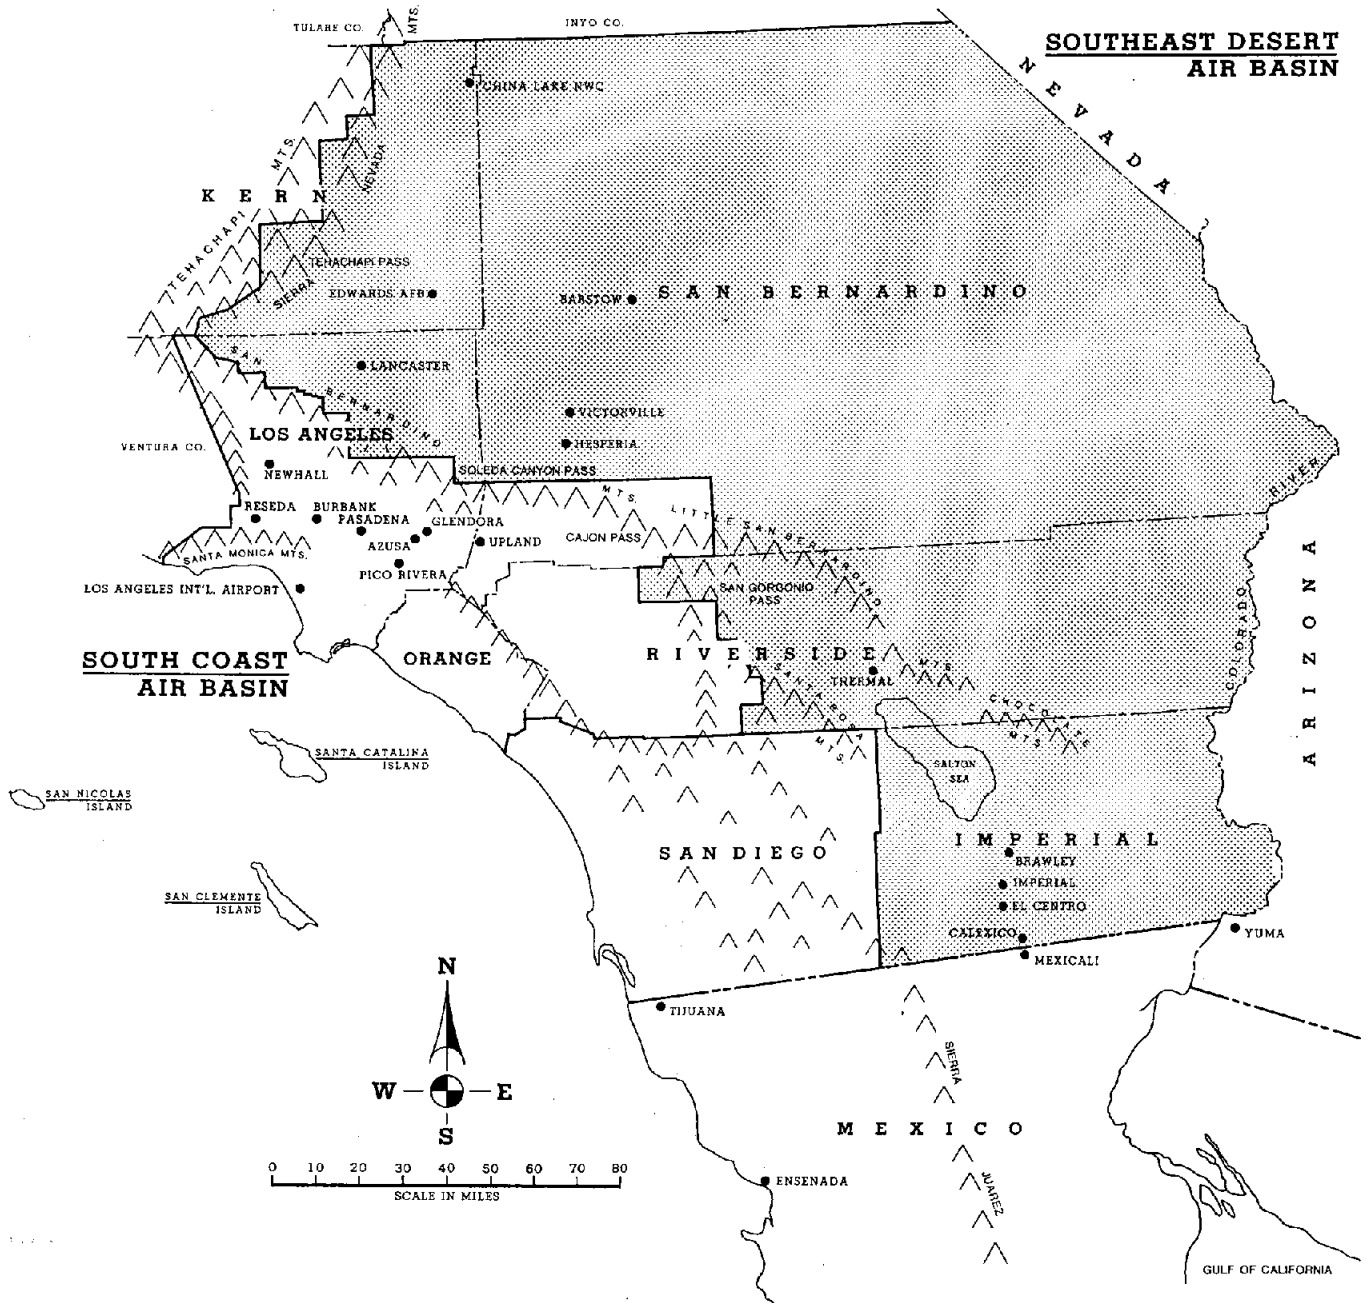 TULARE CO.
MTS.
INYO CO.
SOUTHEAST DESERT
AIR BASIN
NEVADA
CHINA LAKE NWC
MTS.
NEVADA
KERN
TEHACHAPI
TEHACHAPI PASS
SIERRA
EDWARDS AFB
BARSTOW
SAN BERNARDINO
SAN BERNARDINO
LANCASTER
VICTORVILLE
LOS ANGELES
HESPERIA
VENTURA CO.
NEWHALL
SOLEDA CANYON PASS
MTS.
RIVER
RESEDA
BURBANK
PASADENA
GLENDORA
LITTLE SAN BERNARDINO
AZUSA
UPLAND
CAJON PASS
SANTA MONICA MTS.
PICO RIVERA
LOS ANGELES INT'L. AIRPORT
SAN GORGONIO
PASS
COLORADO
ARIZONA
SOUTH COAST
AIR BASIN
ORANGE
RIVERSIDE
THERMAL
MTS.
SANTA ROSA
MTS.
CHOCOLATE
MTS.
SANTA CATALINA
ISLAND
SALTON
SEA
SAN NICOLAS
ISLAND
IMPERIAL
SAN DIEGO
BRAWLEY
IMPERIAL
SAN CLEMENTE
ISLAND
EL CENTRO
CALEXICO
YUMA
MEXICALI
N
TIJUANA
SIERRA
W
E
S
MEXICO
0 10 20 30 40 50 60 70 80
SCALE IN MILES
ENSENADA
JUAREZ
GULF OF CALIFORNIA